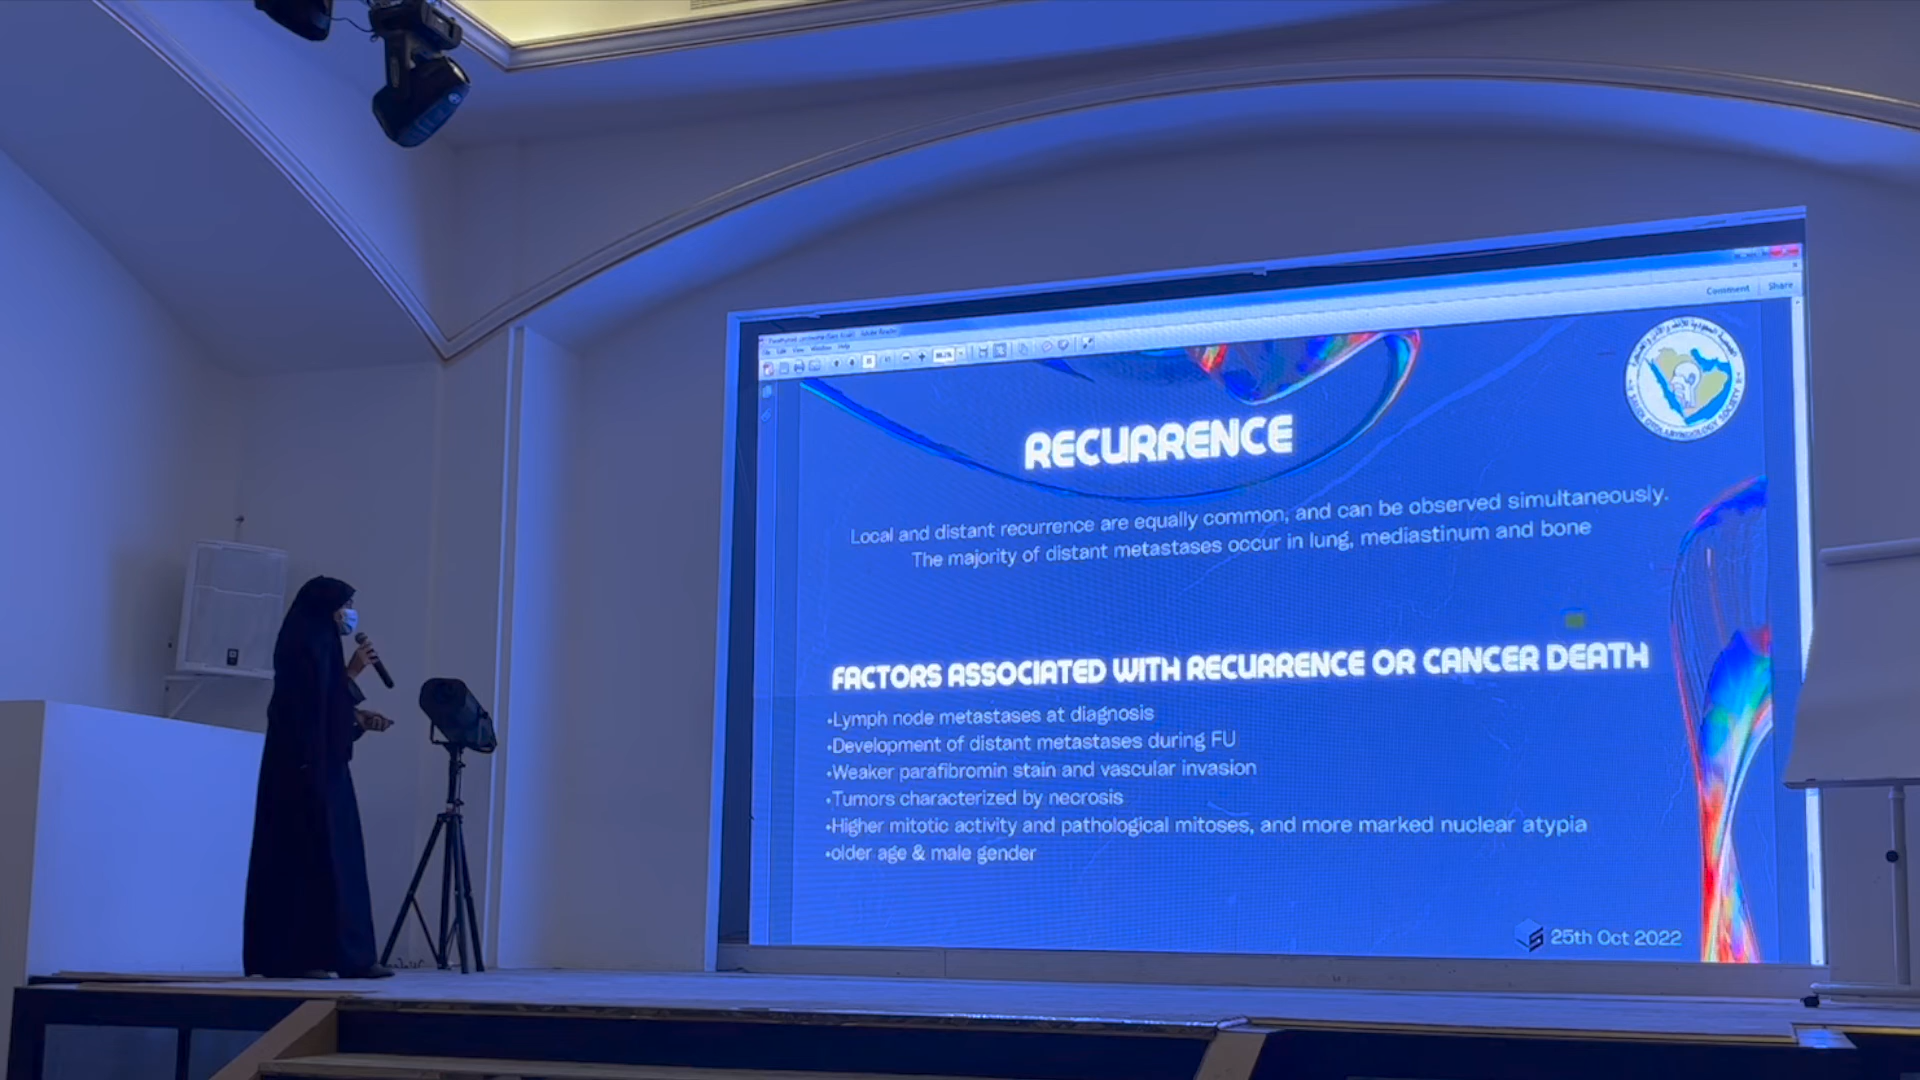 Comment
Share
RECURRENCE
Local and distant recurrence are equally common, and can be observed simultaneously.
The majority of distant metastases occur in lung, mediastinum and bone
FACTORS ASSOCIATED WITH RECURRENCE OR CANCER DEATH
•Lymph node metastases at diagnosis
•Development of distant metastases during FU
•Weaker parafibromin stain and vascular invasion
•Tumors characterized by necrosis
•Higher mitotic activity and pathological mitoses, and more marked nuclear atypia
•older age & male gender
25th Oct 2022
SAUDI OTOLARYNGOLOGY SOCIETY